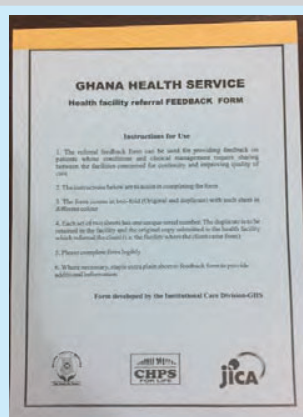 GHANA HEALTH SERVICE
Health facility referral FEEDBACK FORM
Instructions for Use
1. The referral feedback form can be used for providing feedback on
patients whose conditions and clinical management require sharing
between the facilities concerned for continuity and improving quality of
care.
2. The instructions below are to assist in completing the form
3. The form comes in two-fold (Original and duplicate) with each sheet in
different colour
4. Each set of two sheets has one unique serial number. The duplicate is to be
retained in the facility and the original copy submitted to the health facility
which referred the client (i.e. the facility where the client came from).
5. Please complete form legibly
6. Where necessary, staple extra plain sheet to feedback form to provide
additional information
Form developed by the Institutional Care Division-GHS
CHPS
FOR LIFE
jICA